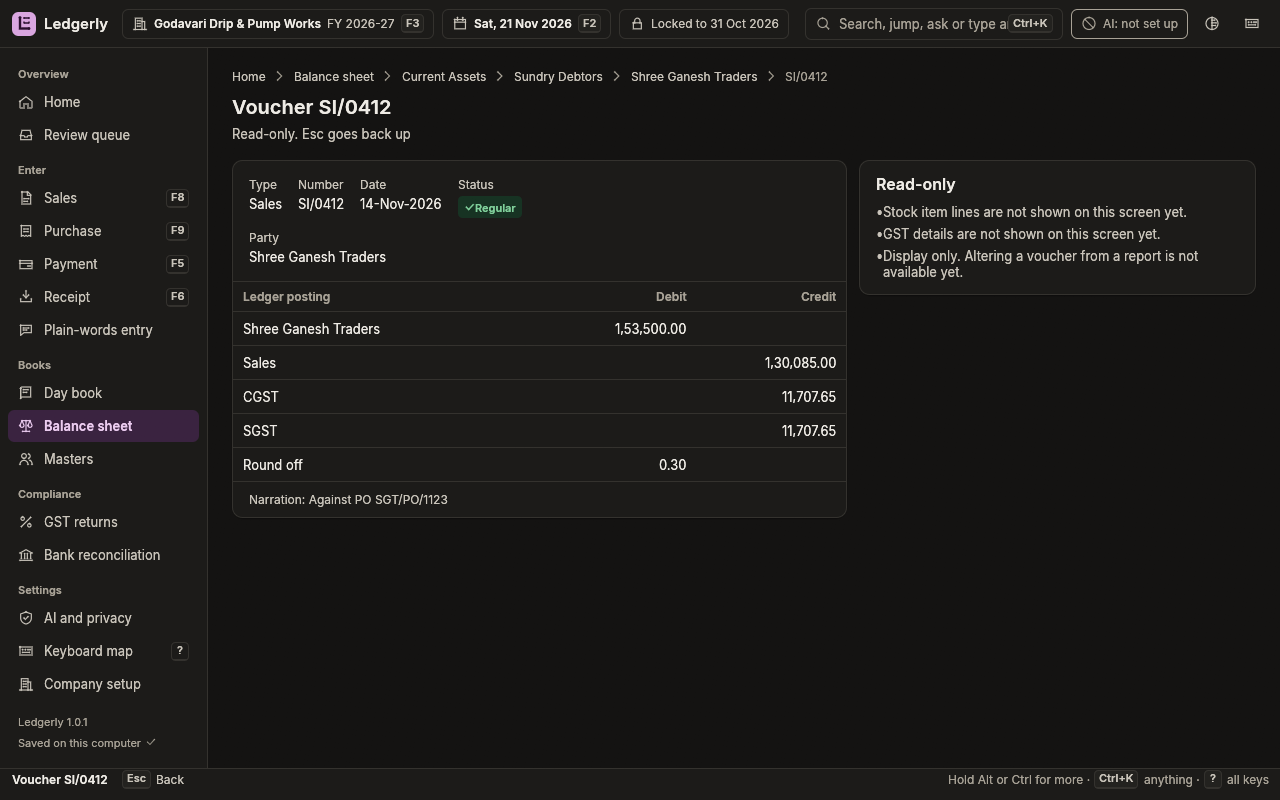 Ledgerly
Godavari Drip & Pump Works FY 2026-27 F3
Sat, 21 Nov 2026 F2
Locked to 31 Oct 2026
Search, jump, ask or type a Ctrl+K
AI: not set up
Overview
Home
Review queue
Enter
Sales F8
Purchase F9
Payment F5
Receipt F6
Plain-words entry
Books
Day book
Balance sheet
Masters
Compliance
GST returns
Bank reconciliation
Settings
AI and privacy
Keyboard map ?
Company setup
Ledgerly 1.0.1
Saved on this computer
Home Balance sheet Current Assets Sundry Debtors Shree Ganesh Traders SI/0412
Voucher SI/0412
Read-only. Esc goes back up
Type Number Date Status
Sales SI/0412 14-Nov-2026 Regular
Party
Shree Ganesh Traders
Ledger posting Debit Credit
Shree Ganesh Traders 1,53,500.00
Sales 1,30,085.00
CGST 11,707.65
SGST 11,707.65
Round off 0.30
Narration: Against PO SGT/PO/1123
Read-only
•Stock item lines are not shown on this screen yet.
•GST details are not shown on this screen yet.
•Display only. Altering a voucher from a report is not
available yet.
Voucher SI/0412 Esc Back
Hold Alt or Ctrl for more · Ctrl+K anything · ? all keys